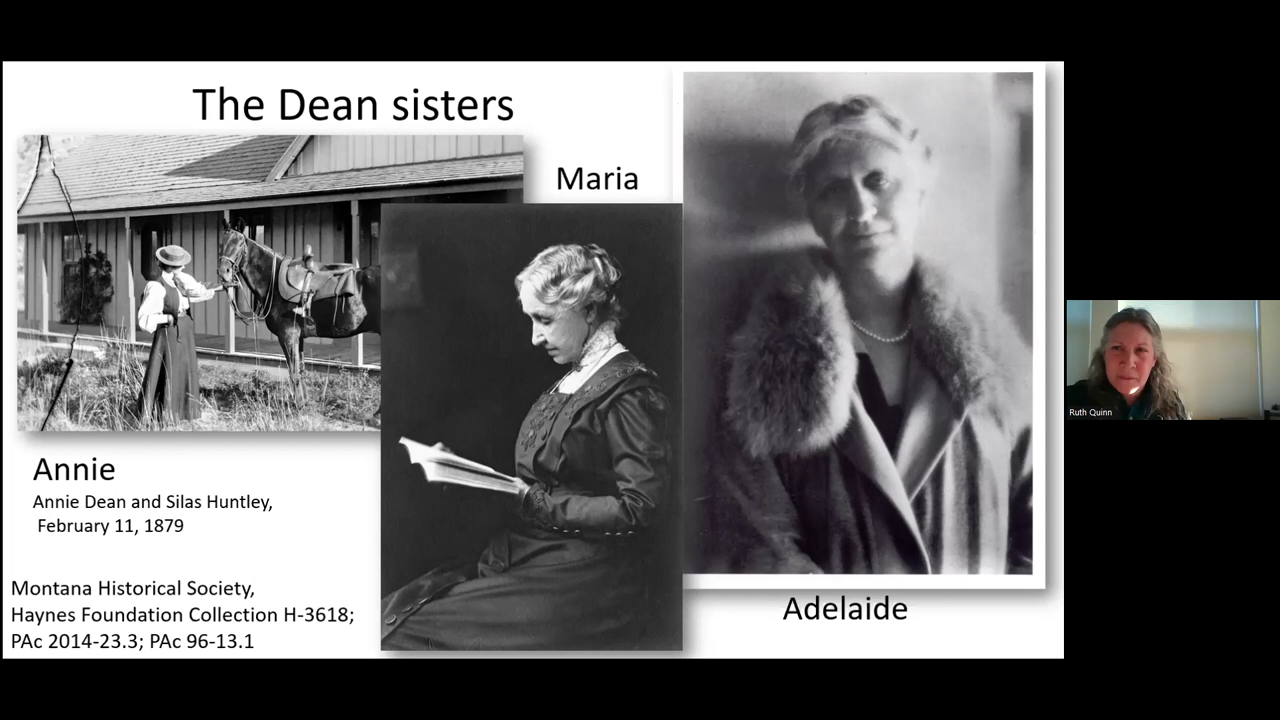 The Dean sisters
Maria
Annie
Annie Dean and Silas Huntley,
February 11, 1879
Montana Historical Society,
Haynes Foundation Collection H-3618;
PAc 2014-23.3; PAc 96-13.1
Adelaide
Ruth Quinn